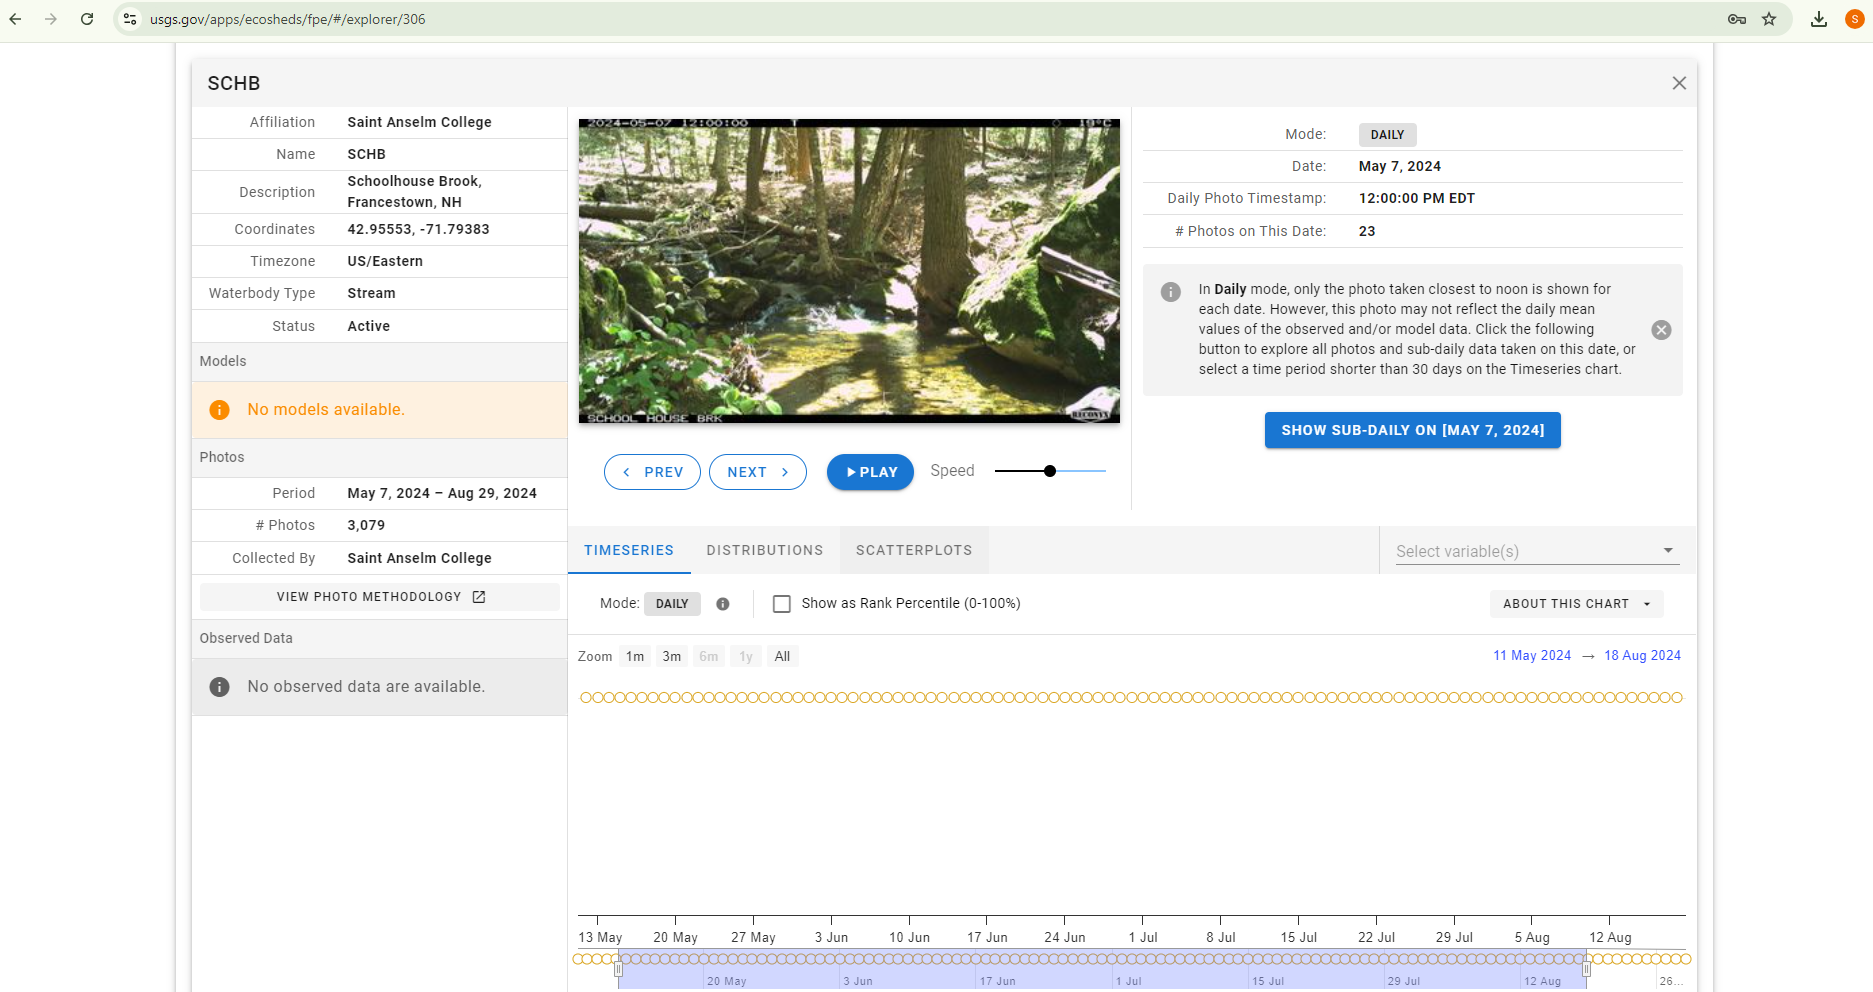 usgs.gov/apps/ecosheds/fpe/#/explorer/306
S
SCHB
Affiliation Saint Anselm College
Name SCHB
Description Schoolhouse Brook,
Francestown, NH
Coordinates 42.95553, -71.79383
Timezone US/Eastern
Waterbody Type Stream
Status Active
Models
No models available.
Photos
Period May 7, 2024 – Aug 29, 2024
# Photos 3,079
Collected By Saint Anselm College
VIEW PHOTO METHODOLOGY
Observed Data
No observed data are available.
2024-05-07 12:00:00 19°C
SCHOOL HOUSE BRK RECONYX
PREV NEXT PLAY Speed
Mode: DAILY
Date: May 7, 2024
Daily Photo Timestamp: 12:00:00 PM EDT
# Photos on This Date: 23
In Daily mode, only the photo taken closest to noon is shown for
each date. However, this photo may not reflect the daily mean
values of the observed and/or model data. Click the following
button to explore all photos and sub-daily data taken on this date, or
select a time period shorter than 30 days on the Timeseries chart.
SHOW SUB-DAILY ON [MAY 7, 2024]
TIMESERIES DISTRIBUTIONS SCATTERPLOTS Select variable(s)
Mode: DAILY Show as Rank Percentile (0-100%) ABOUT THIS CHART
Zoom 1m 3m 6m 1y All 11 May 2024 → 18 Aug 2024
13 May 20 May 27 May 3 Jun 10 Jun 17 Jun 24 Jun 1 Jul 8 Jul 15 Jul 22 Jul 29 Jul 5 Aug 12 Aug
20 May 3 Jun 17 Jun 1 Jul 15 Jul 29 Jul 12 Aug 26...